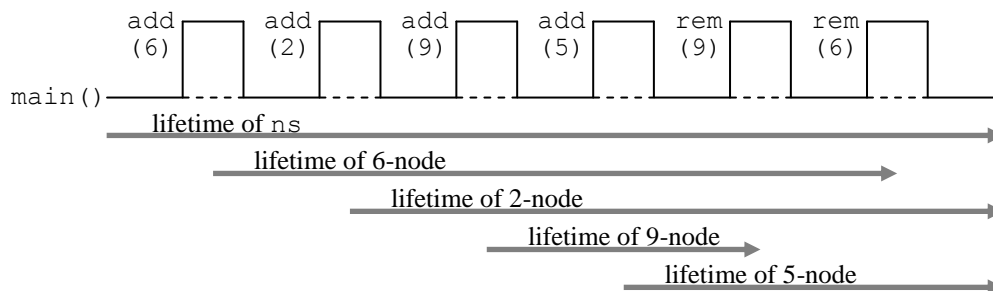 add add add add rem rem
(6) (2) (9) (5) (9) (6)
main()
lifetime of ns
lifetime of 6-node
lifetime of 2-node
lifetime of 9-node
lifetime of 5-node